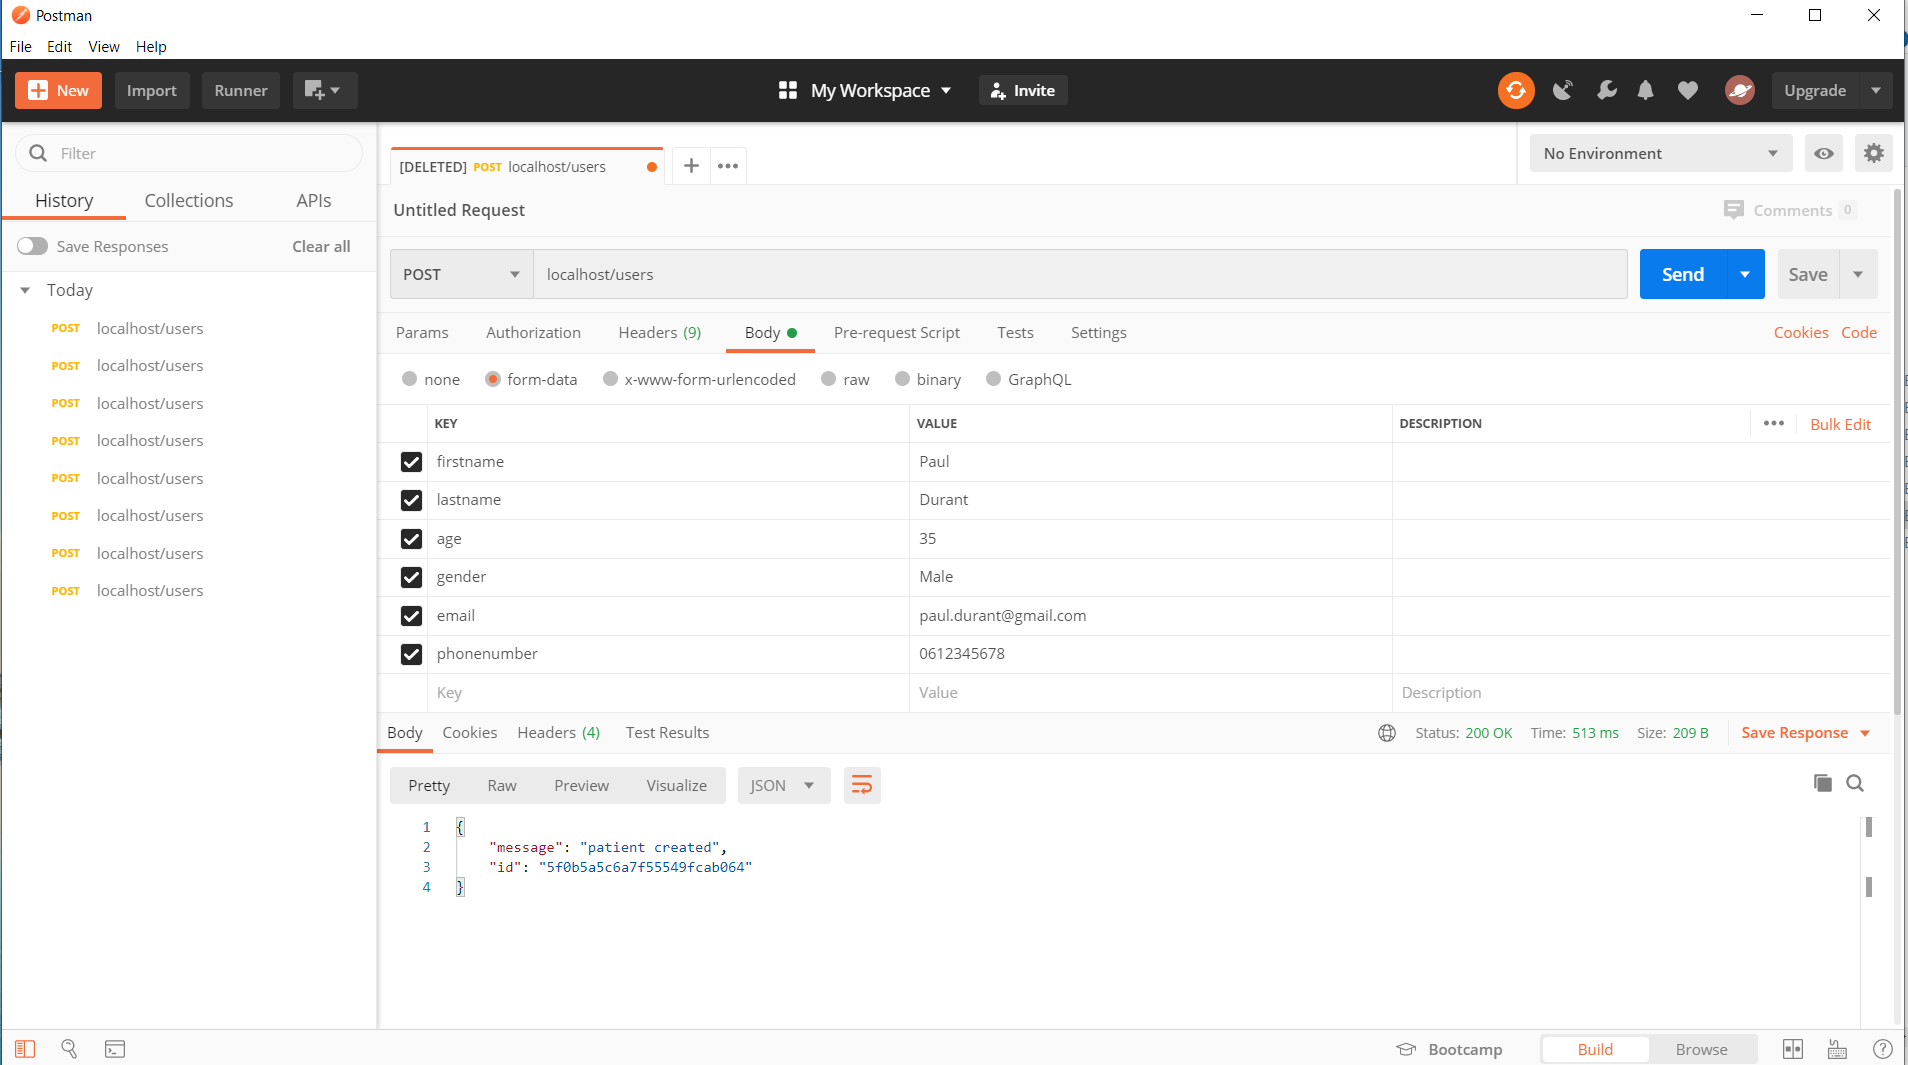 Postman
File Edit View Help
New Import Runner My Workspace Invite Upgrade
Filter
History Collections APIs
Save Responses Clear all
Today
POST localhost/users
POST localhost/users
POST localhost/users
POST localhost/users
POST localhost/users
POST localhost/users
POST localhost/users
POST localhost/users
[DELETED] POST localhost/users
No Environment
Untitled Request
Comments 0
POST localhost/users Send Save
Params Authorization Headers (9) Body Pre-request Script Tests Settings Cookies Code
none form-data x-www-form-urlencoded raw binary GraphQL
KEY VALUE DESCRIPTION Bulk Edit
firstname Paul
lastname Durant
age 35
gender Male
email paul.durant@gmail.com
phonenumber 0612345678
Key Value Description
Body Cookies Headers (4) Test Results Status: 200 OK Time: 513 ms Size: 209 B Save Response
Pretty Raw Preview Visualize JSON
1 {
2 "message": "patient created",
3 "id": "5f0b5a5c6a7f55549fcab064"
4 }
Bootcamp Build Browse